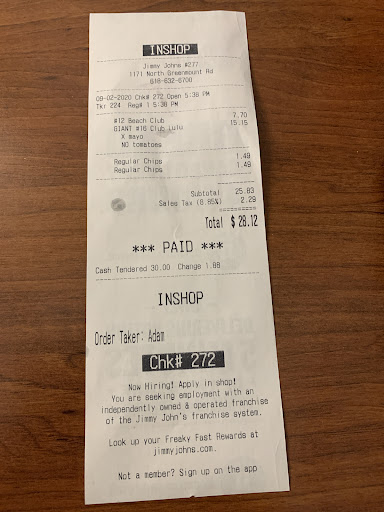 INSHOP
Jimmy Johns #277
1171 North Greenmount Rd
618-632-6700
09-02-2020 Chk# 272 Open 5:36 PM
Tkr 224 Reg# 1 5:36 PM
#12 Beach Club 7.70
GIANT #16 Club lulu 15.15
X mayo
NO tomatoes
Regular Chips 1.49
Regular Chips 1.49
Subtotal 25.83
Sales Tax (8.85%) 2.29
==========
Total $ 28.12
*** PAID ***
Cash Tendered 30.00 Change 1.88
INSHOP
Order Taker: Adam
Chk# 272
Now Hiring! Apply in shop!
You are seeking employment with an
independently owned & operated franchise
of the Jimmy John's franchise system.
Look up your Freaky Fast Rewards at
jimmyjohns.com.
Not a member? Sign up on the app